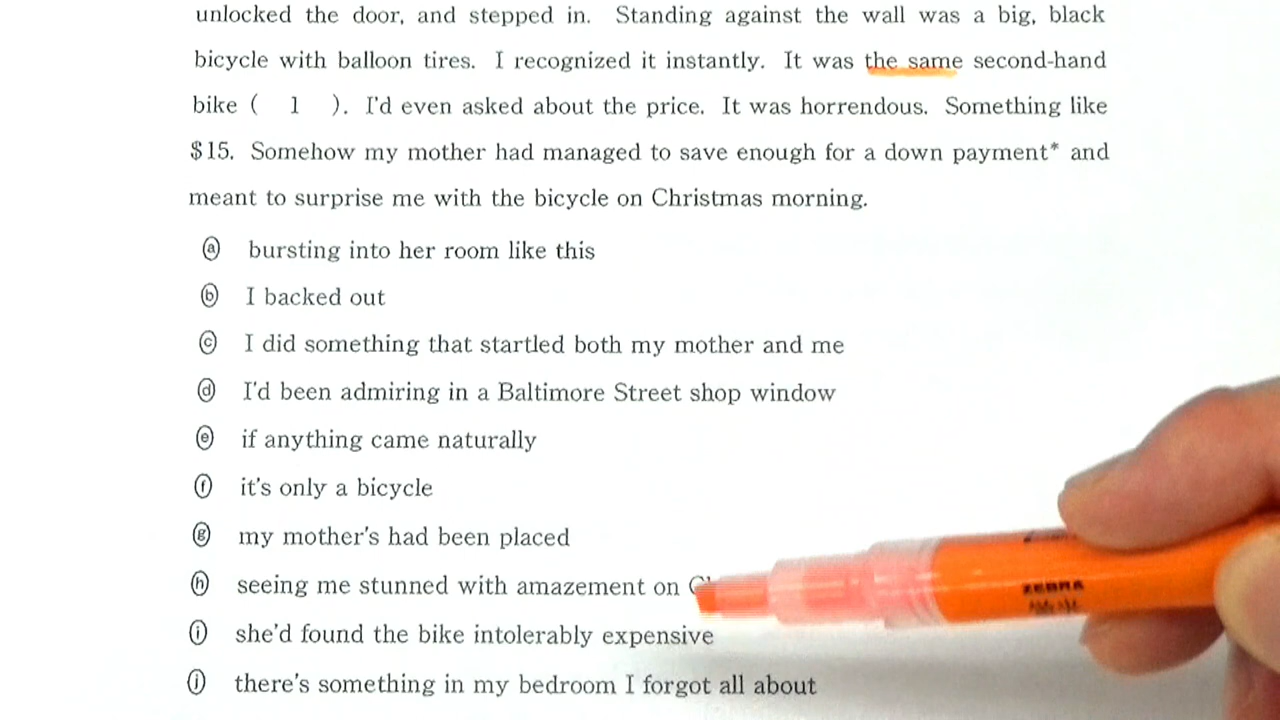 unlocked the door, and stepped in. Standing against the wall was a big, black
bicycle with balloon tires. I recognized it instantly. It was the same second-hand
bike ( 1 ). I'd even asked about the price. It was horrendous. Something like
$15. Somehow my mother had managed to save enough for a down payment* and
meant to surprise me with the bicycle on Christmas morning.
ⓐ bursting into her room like this
ⓑ I backed out
ⓒ I did something that startled both my mother and me
ⓓ I'd been admiring in a Baltimore Street shop window
ⓔ if anything came naturally
ⓕ it's only a bicycle
ⓖ my mother's had been placed
ⓗ seeing me stunned with amazement on
ⓘ she'd found the bike intolerably expensive
ⓙ there's something in my bedroom I forgot all about
ZEBRA